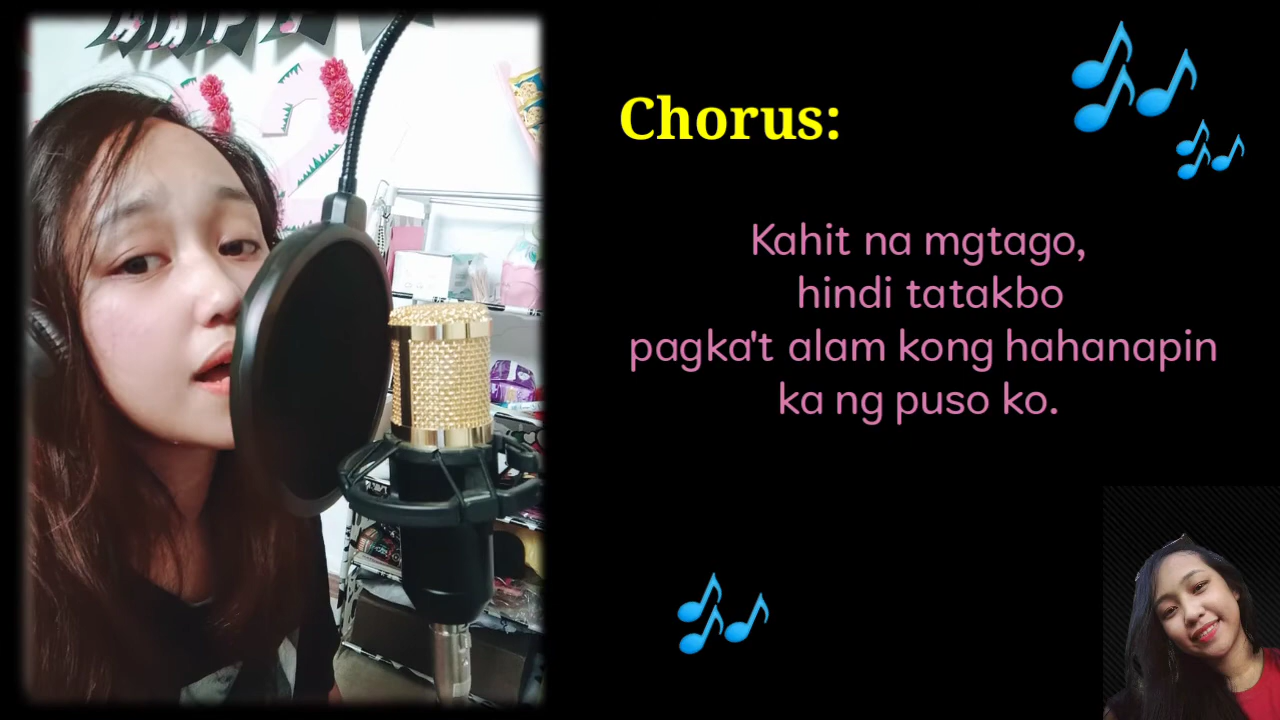 Chorus:
Kahit na mgtago,
hindi tatakbo
pagka't alam kong hahanapin
ka ng puso ko.